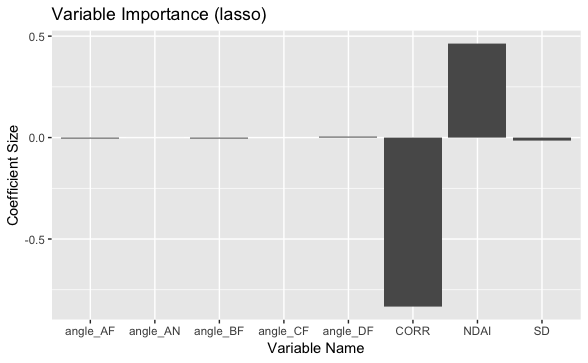 Variable Importance (lasso)
0.5
0.0
-0.5
Coefficient Size
angle_AF angle_AN angle_BF angle_CF angle_DF CORR NDAI SD
Variable Name